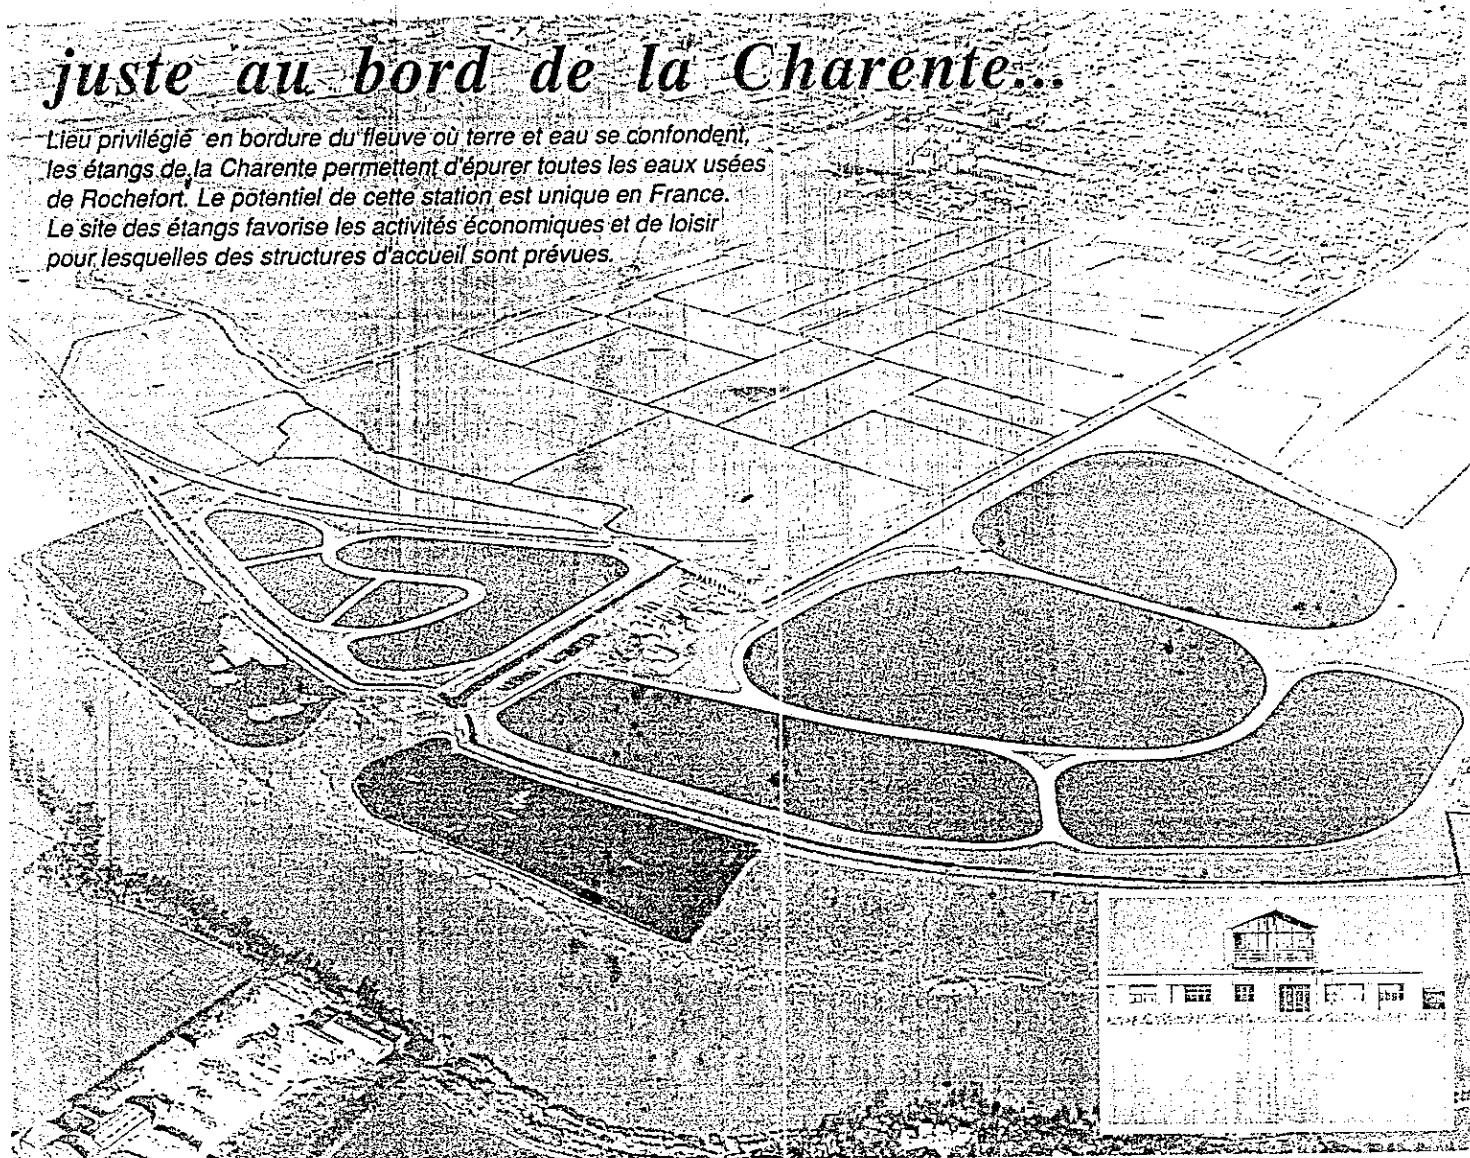 juste au bord de la Charente...
Lieu privilégié en bordure du fleuve où terre et eau se confondent,
les étangs de la Charente permettent d'épurer toutes les eaux usées
de Rochefort. Le potentiel de cette station est unique en France.
Le site des étangs favorise les activités économiques et de loisir
pour lesquelles des structures d'accueil sont prévues.